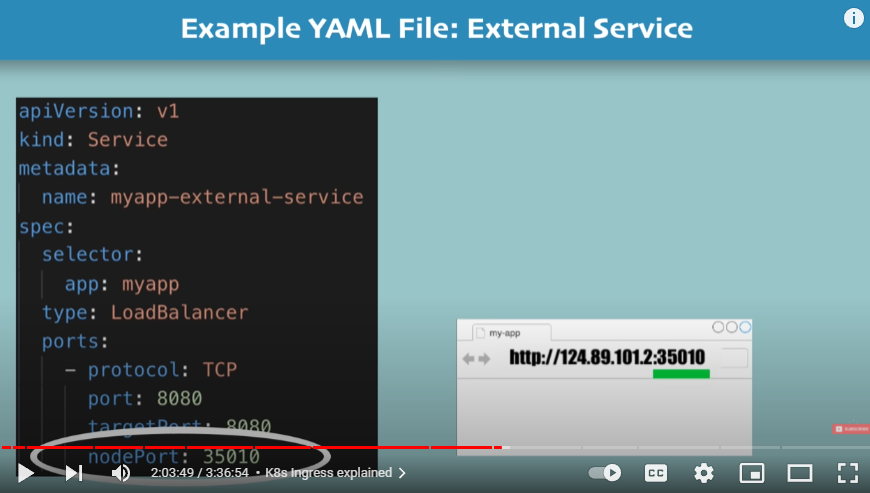 Example YAML File: External Service
apiVersion: v1
kind: Service
metadata:
name: myapp-external-service
spec:
selector:
app: myapp
type: LoadBalancer
ports:
- protocol: TCP
port: 8080
targetPort: 8080
nodePort: 35010
my-app
http://124.89.101.2:35010
SUBSCRIBED
2:03:49 / 3:36:54 • K8s Ingress explained
CC